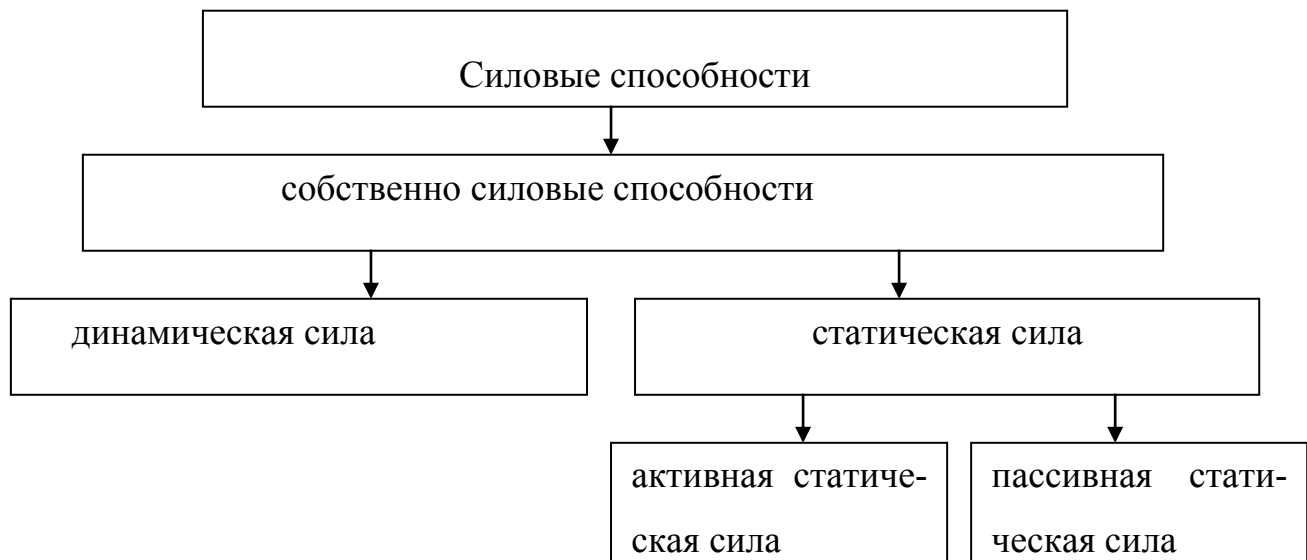 Силовые способности
собственно силовые способности
динамическая сила
статическая сила
активная статиче-
ская сила
пассивная стати-
ческая сила